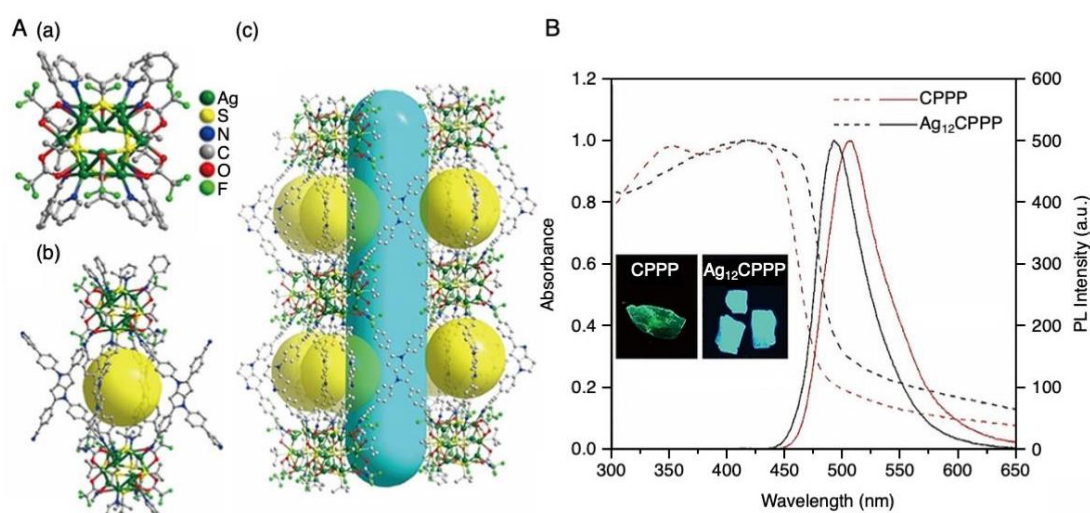 A (a)
Ag
S
N
C
O
F
(b)
(c)
B
1.2
1.0
0.8
0.6
0.4
0.2
0.0
Absorbance
600
500
400
300
200
100
0
PL Intensity (a.u.)
CPPP
Ag₁₂CPPP
CPPP
Ag₁₂CPPP
300
350
400
450
500
550
600
650
Wavelength (nm)